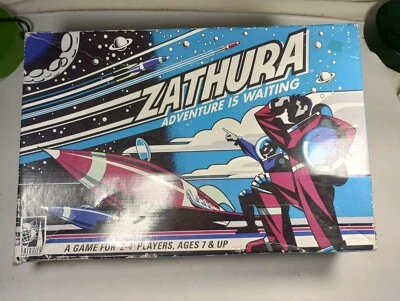 ZATHURA
ADVENTURE IS WAITING
A GAME FOR 2-4 PLAYERS, AGES 7 & UP